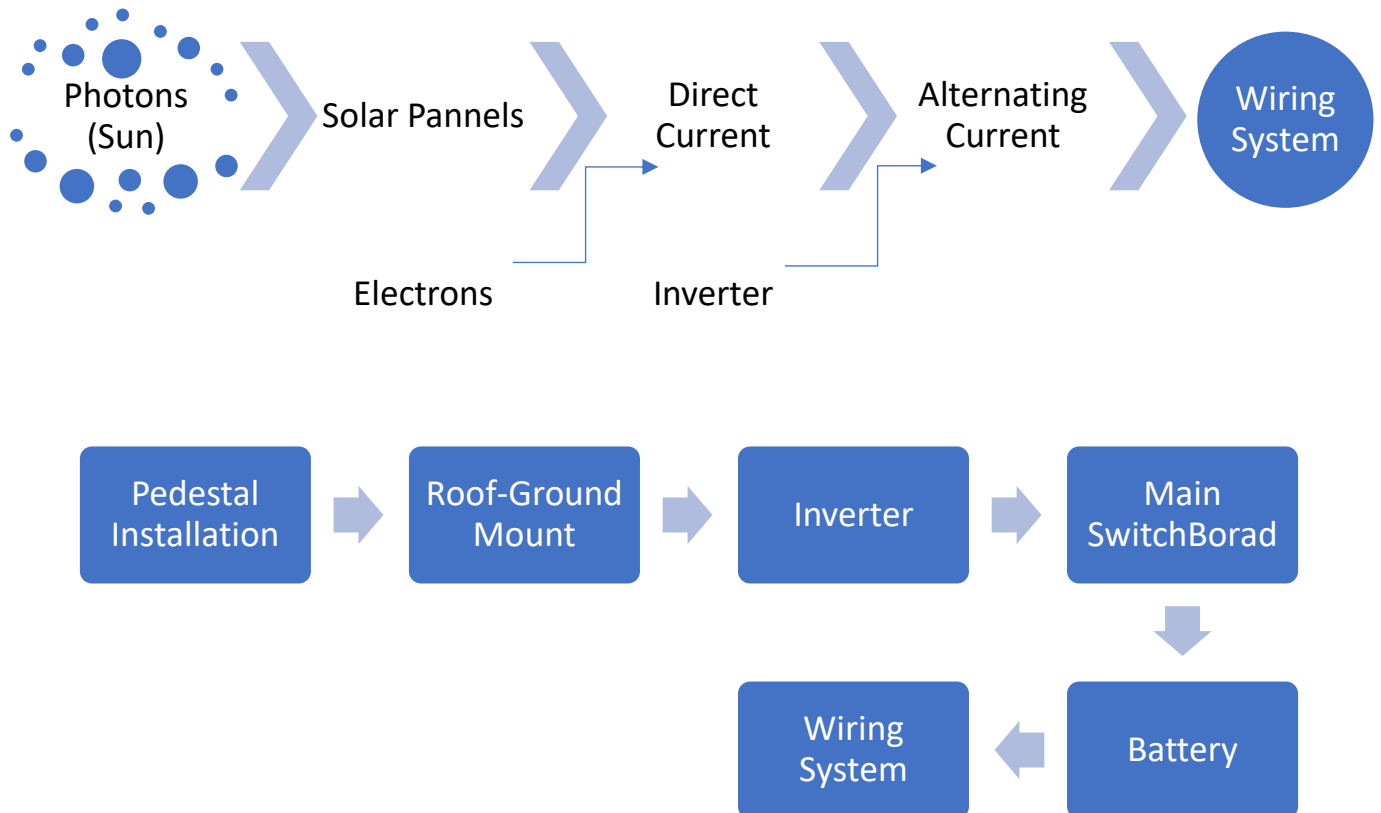 Photons
(Sun)
Solar Pannels
Direct
Current
Alternating
Current
Wiring
System
Electrons
Inverter
Pedestal
Installation
Roof-Ground
Mount
Inverter
Main
SwitchBorad
Wiring
System
Battery